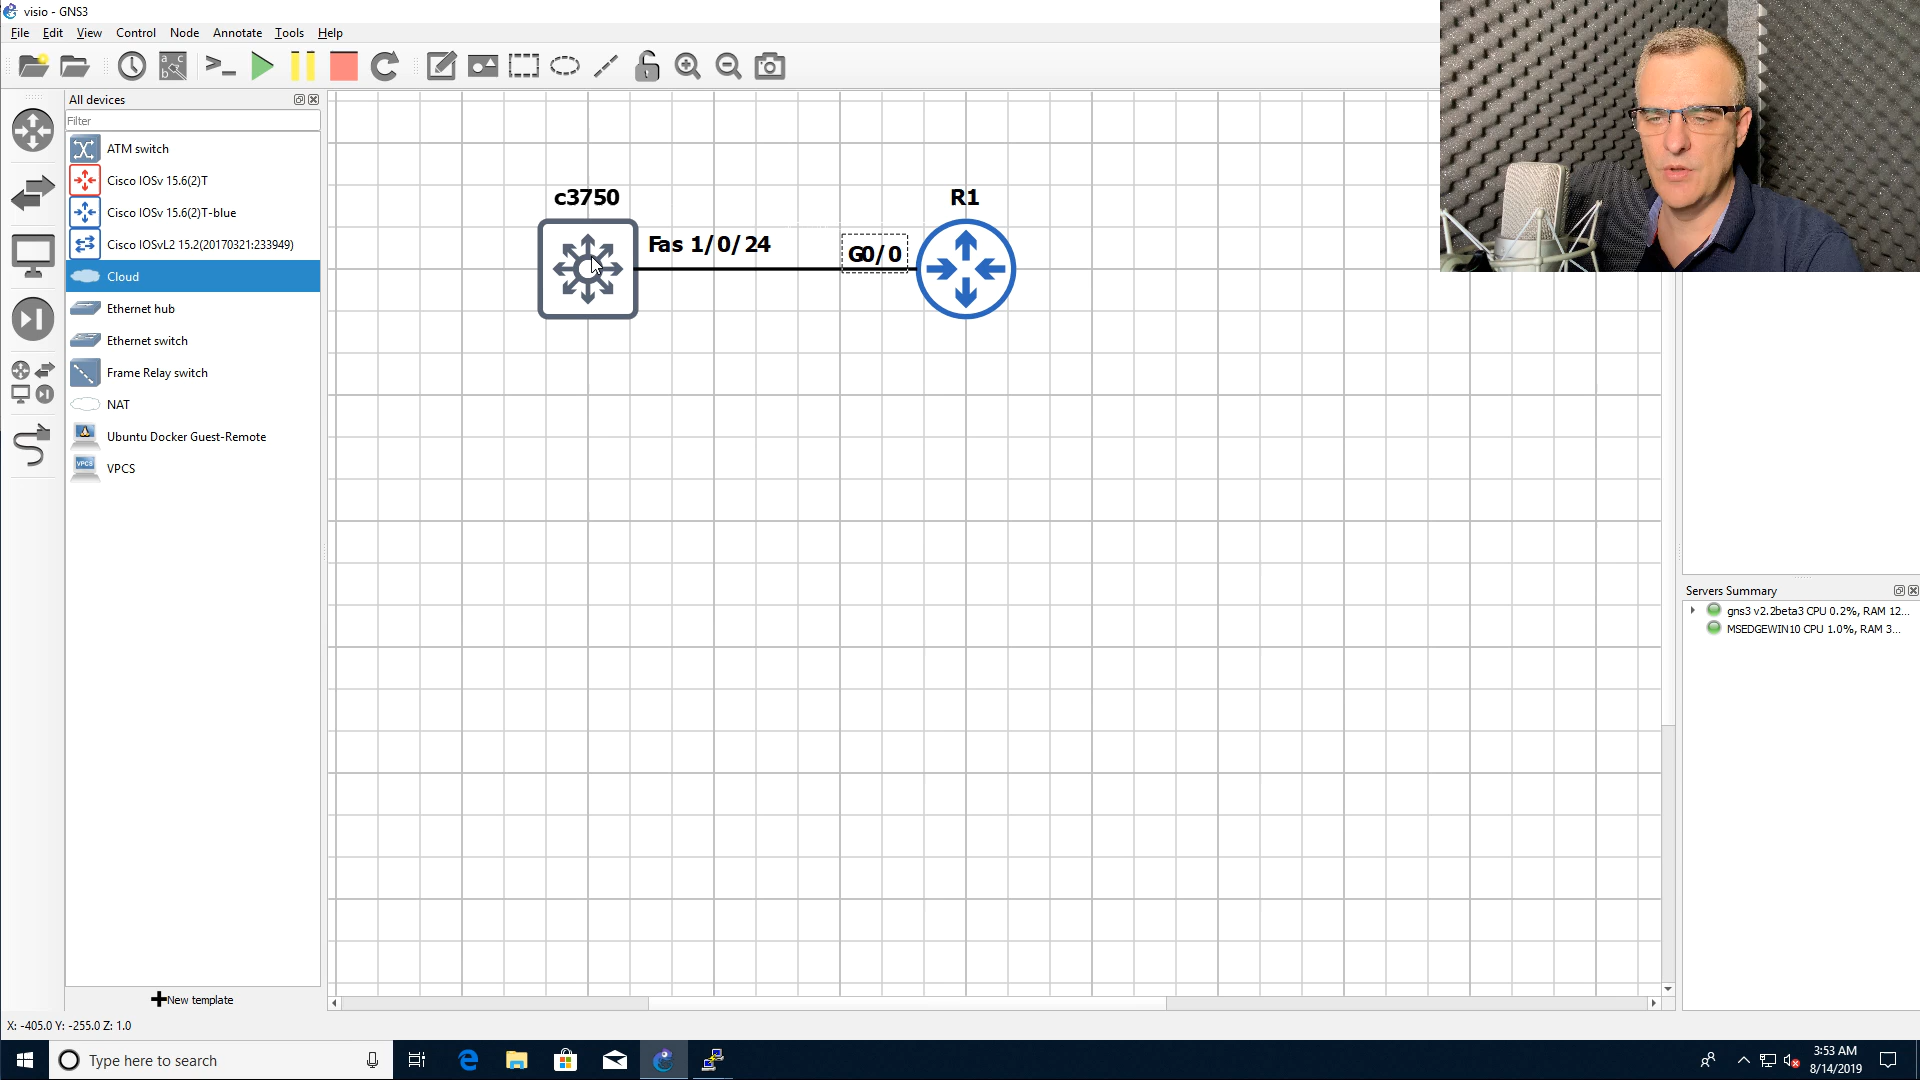 visio - GNS3
File Edit View Control Node Annotate Tools Help
All devices
Filter
ATM switch
Cisco IOSv 15.6(2)T
Cisco IOSv 15.6(2)T-blue
Cisco IOSvL2 15.2(20170321:233949)
Cloud
Ethernet hub
Ethernet switch
Frame Relay switch
NAT
Ubuntu Docker Guest-Remote
VPCS
New template
c3750
Fas 1/0/24
G0/0
R1
Servers Summary
gns3 v2.2beta3 CPU 0.2%, RAM 12...
MSEDGEWIN10 CPU 1.0%, RAM 3...
X: -405.0 Y: -255.0 Z: 1.0
Type here to search
3:53 AM
8/14/2019